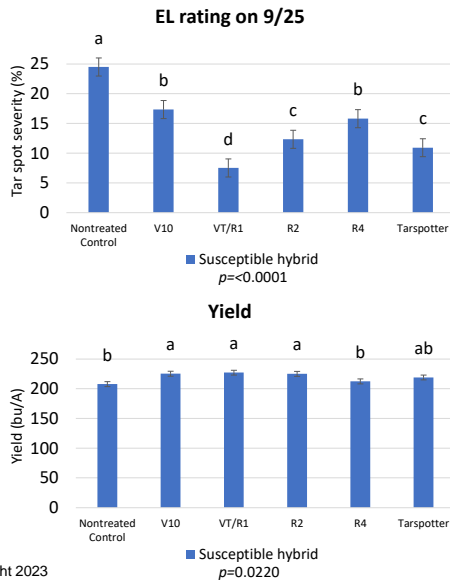 EL rating on 9/25
Tar spot severity (%)
25
20
15
10
5
0
a
b
d
c
b
c
Nontreated Control
V10
VT/R1
R2
R4
Tarspotter
Susceptible hybrid
p=<0.0001
Yield
Yield (bu/A)
250
200
150
100
50
0
b
a
a
a
b
ab
Nontreated Control
V10
VT/R1
R2
R4
Tarspotter
Susceptible hybrid
p=0.0220
ht 2023